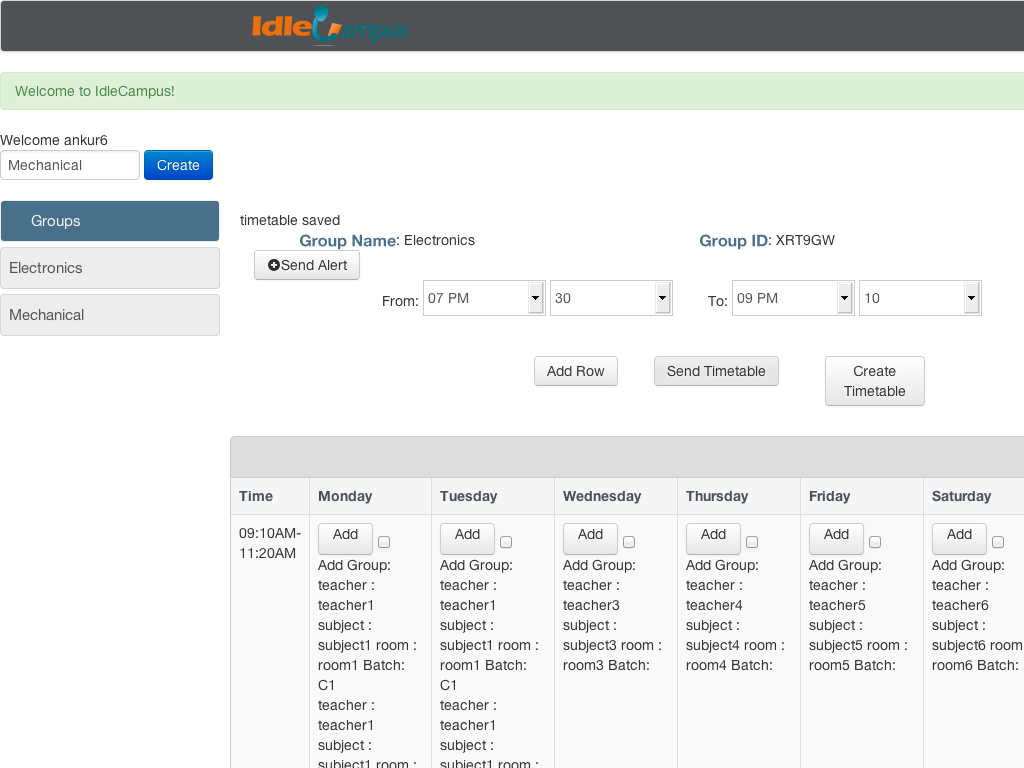 IdleCampus
Welcome to IdleCampus!
Welcome ankur6
Mechanical Create
Groups
Electronics
Mechanical
timetable saved
Group Name: Electronics Group ID: XRT9GW
Send Alert
From: 07 PM 30 To: 09 PM 10
Add Row Send Timetable Create
Timetable
Time Monday Tuesday Wednesday Thursday Friday Saturday
09:10AM-
11:20AM
Add
Add Group:
teacher :
teacher1
subject :
subject1 room :
room1 Batch:
C1
teacher :
teacher1
subject :
subject1 room :
Add
Add Group:
teacher :
teacher1
subject :
subject1 room :
room1 Batch:
C1
teacher :
teacher1
subject :
subject1 room :
Add
Add Group:
teacher :
teacher3
subject :
subject3 room :
room3 Batch:
Add
Add Group:
teacher :
teacher4
subject :
subject4 room :
room4 Batch:
Add
Add Group:
teacher :
teacher5
subject :
subject5 room :
room5 Batch:
Add
Add Group:
teacher :
teacher6
subject :
subject6 room
room6 Batch: